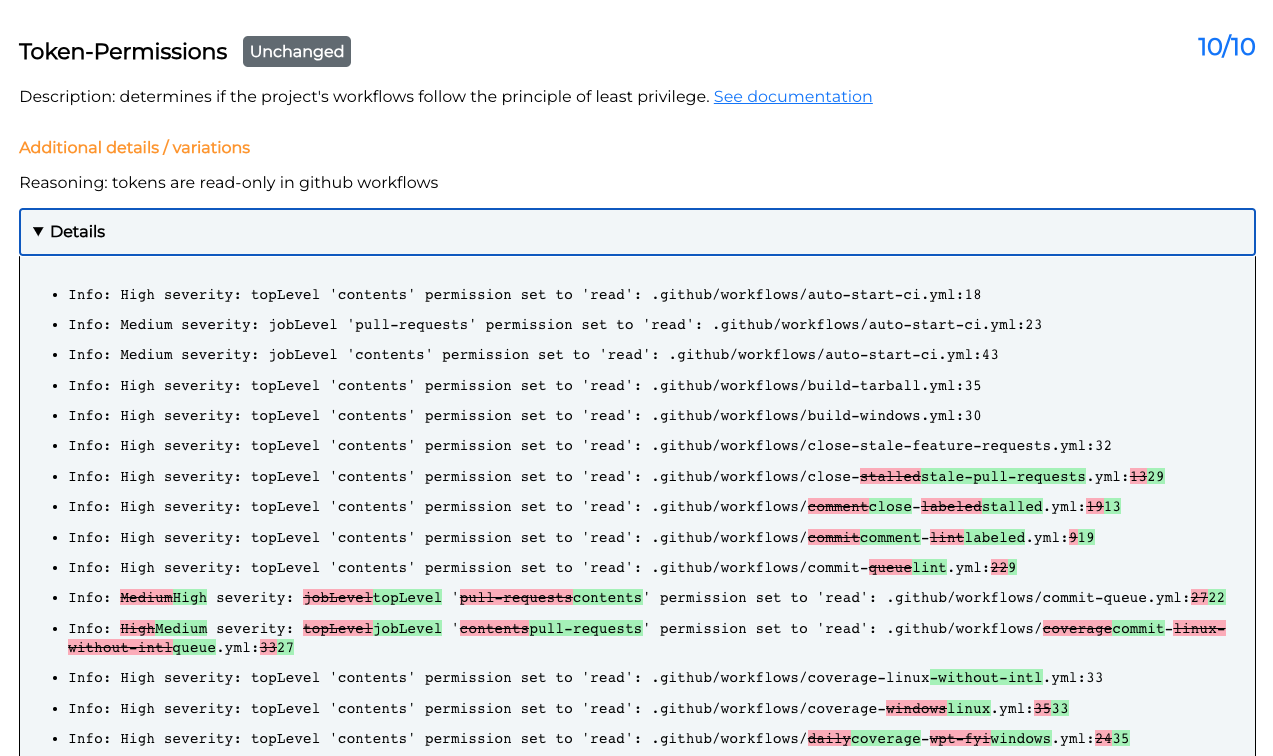 Token-Permissions Unchanged 10/10
Description: determines if the project's workflows follow the principle of least privilege. See documentation
Additional details / variations
Reasoning: tokens are read-only in github workflows
▼ Details
• Info: High severity: topLevel 'contents' permission set to 'read': .github/workflows/auto-start-ci.yml:18
• Info: Medium severity: jobLevel 'pull-requests' permission set to 'read': .github/workflows/auto-start-ci.yml:23
• Info: Medium severity: jobLevel 'contents' permission set to 'read': .github/workflows/auto-start-ci.yml:43
• Info: High severity: topLevel 'contents' permission set to 'read': .github/workflows/build-tarball.yml:35
• Info: High severity: topLevel 'contents' permission set to 'read': .github/workflows/build-windows.yml:30
• Info: High severity: topLevel 'contents' permission set to 'read': .github/workflows/close-stale-feature-requests.yml:32
• Info: High severity: topLevel 'contents' permission set to 'read': .github/workflows/close-stalledstale-pull-requests.yml:1329
• Info: High severity: topLevel 'contents' permission set to 'read': .github/workflows/commentclose-labeledstalled.yml:1913
• Info: High severity: topLevel 'contents' permission set to 'read': .github/workflows/commitcomment-lintlabeled.yml:919
• Info: High severity: topLevel 'contents' permission set to 'read': .github/workflows/commit-queuelint.yml:229
• Info: MediumHigh severity: jobLeveltopLevel 'pull-requestscontents' permission set to 'read': .github/workflows/commit-queue.yml:2722
• Info: HighMedium severity: topLeveljobLevel 'contentspull-requests' permission set to 'read': .github/workflows/coveragecommit-linux-
without-intlqueue.yml:3327
• Info: High severity: topLevel 'contents' permission set to 'read': .github/workflows/coverage-linux-without-intl.yml:33
• Info: High severity: topLevel 'contents' permission set to 'read': .github/workflows/coverage-windowslinux.yml:3533
• Info: High severity: topLevel 'contents' permission set to 'read': .github/workflows/dailycoverage-wpt-fyiwindows.yml:2435